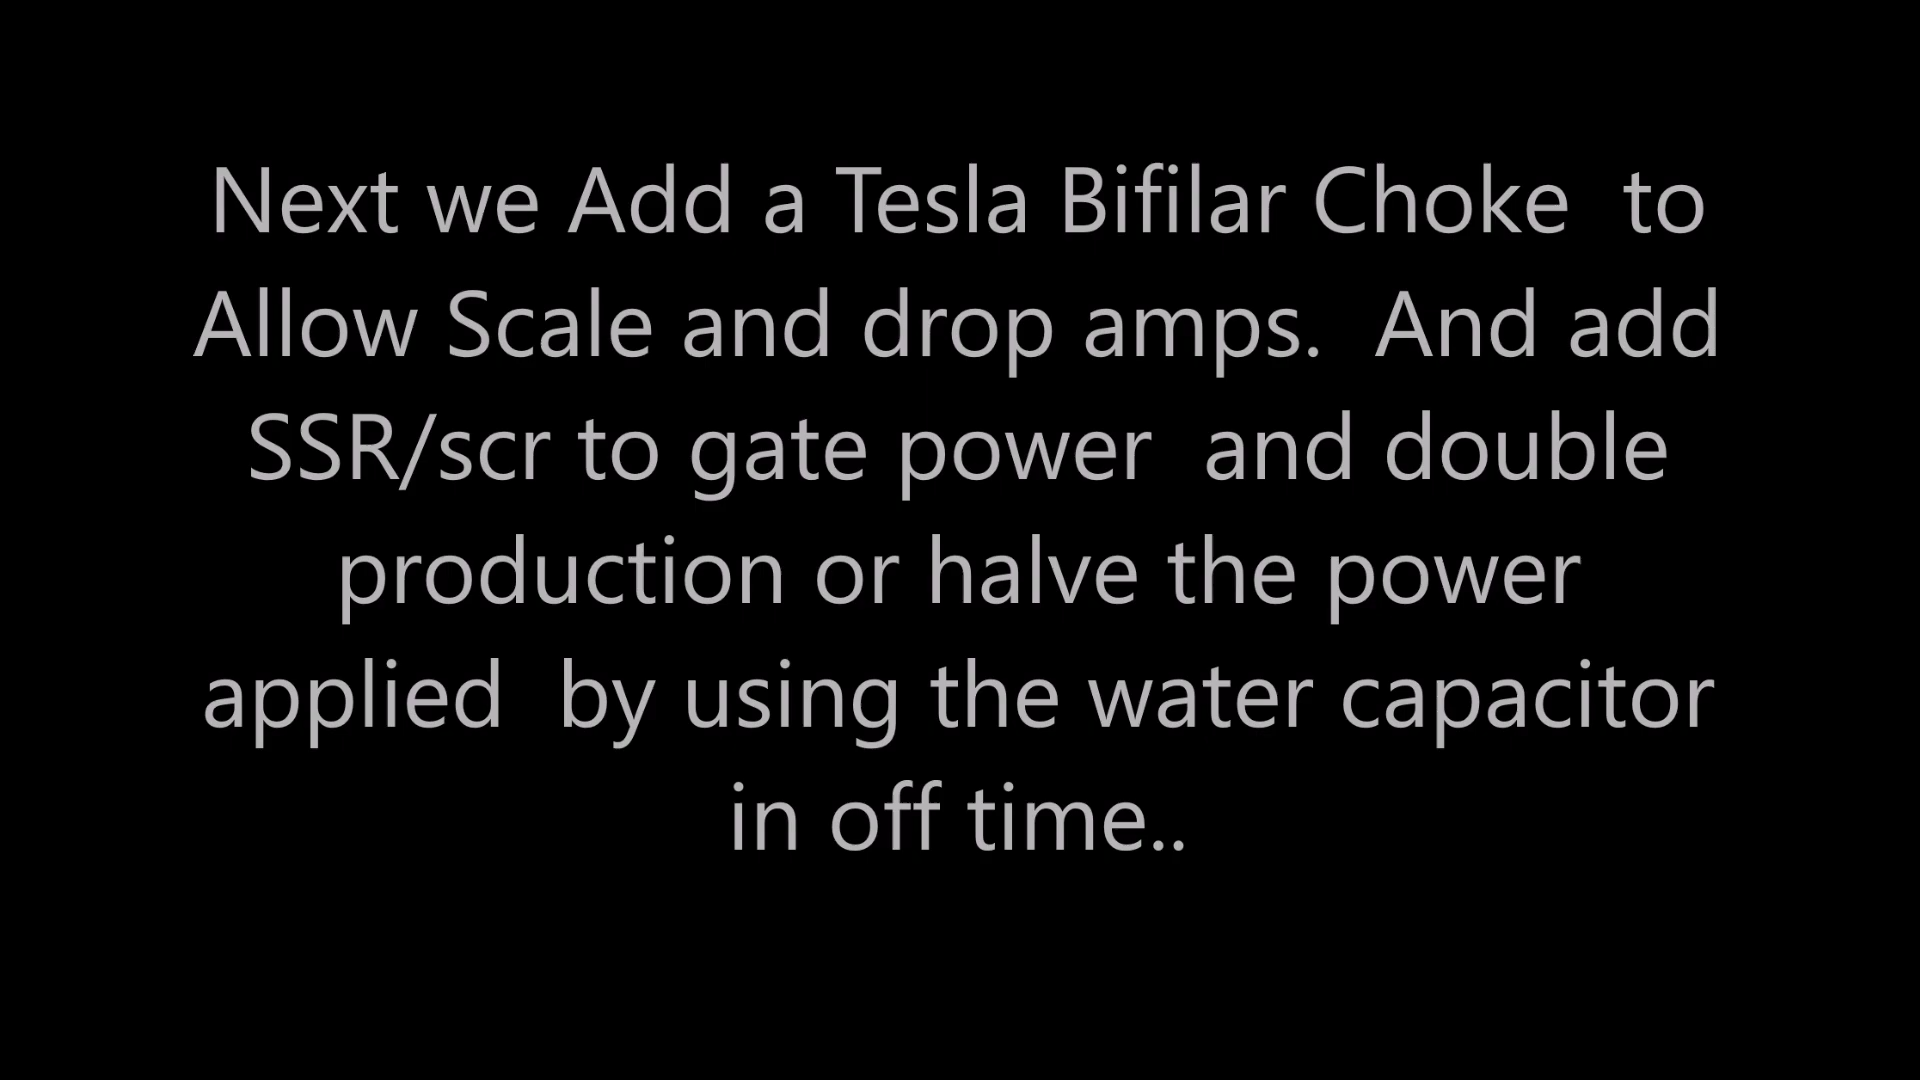 Next we Add a Tesla Bifilar Choke  to
Allow Scale and drop amps.  And add
SSR/scr to gate power  and double
production or halve the power
applied  by using the water capacitor
in off time..